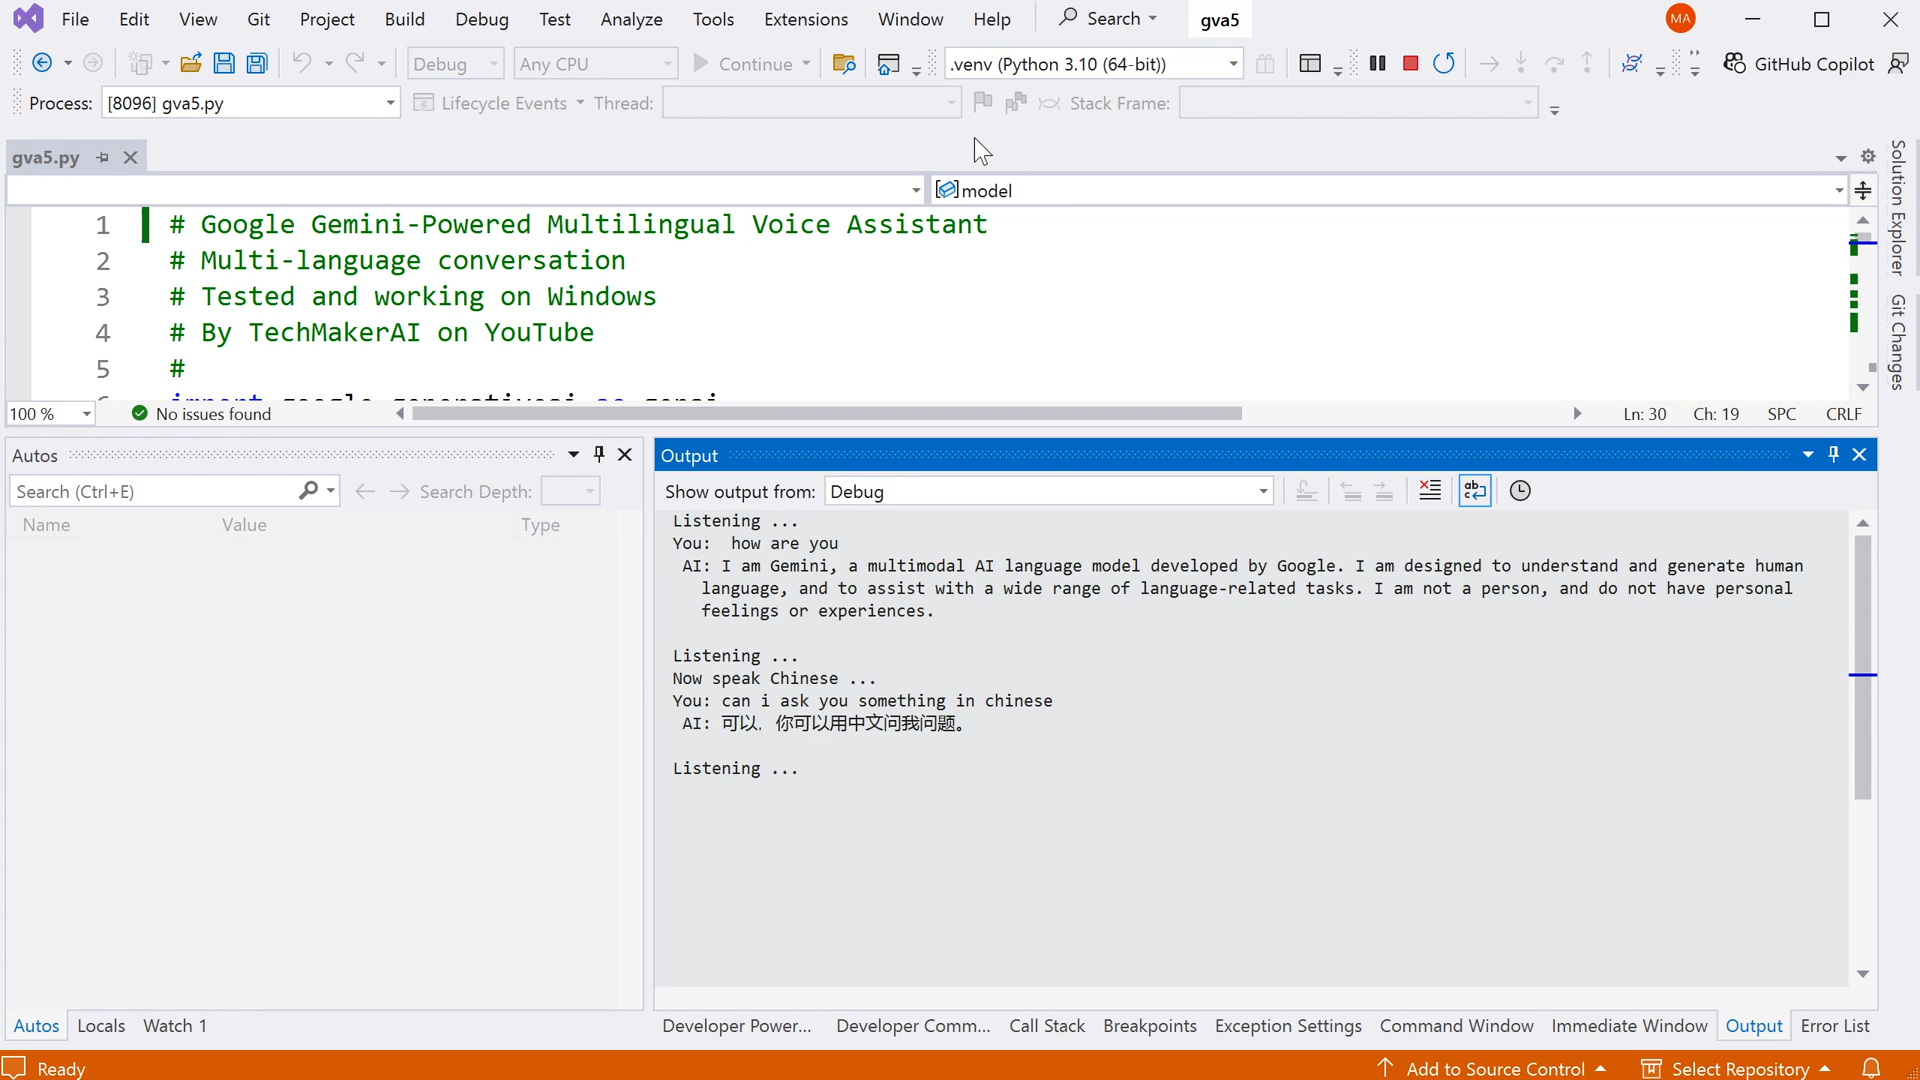 File Edit View Git Project Build Debug Test Analyze Tools Extensions Window Help Search gva5 MA
Debug Any CPU Continue .venv (Python 3.10 (64-bit)) GitHub Copilot
Process: [8096] gva5.py Lifecycle Events Thread: Stack Frame:
gva5.py
model
1 # Google Gemini-Powered Multilingual Voice Assistant
2 # Multi-language conversation
3 # Tested and working on Windows
4 # By TechMakerAI on YouTube
5 #
100 % No issues found Ln: 30 Ch: 19 SPC CRLF
Solution Explorer
Git Changes
Autos
Search (Ctrl+E) Search Depth:
Name Value Type
Output
Show output from: Debug
Listening ...
You:  how are you
AI: I am Gemini, a multimodal AI language model developed by Google. I am designed to understand and generate human
language, and to assist with a wide range of language-related tasks. I am not a person, and do not have personal
feelings or experiences.
Listening ...
Now speak Chinese ...
You: can i ask you something in chinese
AI: 可以，你可以用中文问我问题。
Listening ...
Autos Locals Watch 1
Developer Power... Developer Comm... Call Stack Breakpoints Exception Settings Command Window Immediate Window Output Error List
Ready Add to Source Control Select Repository